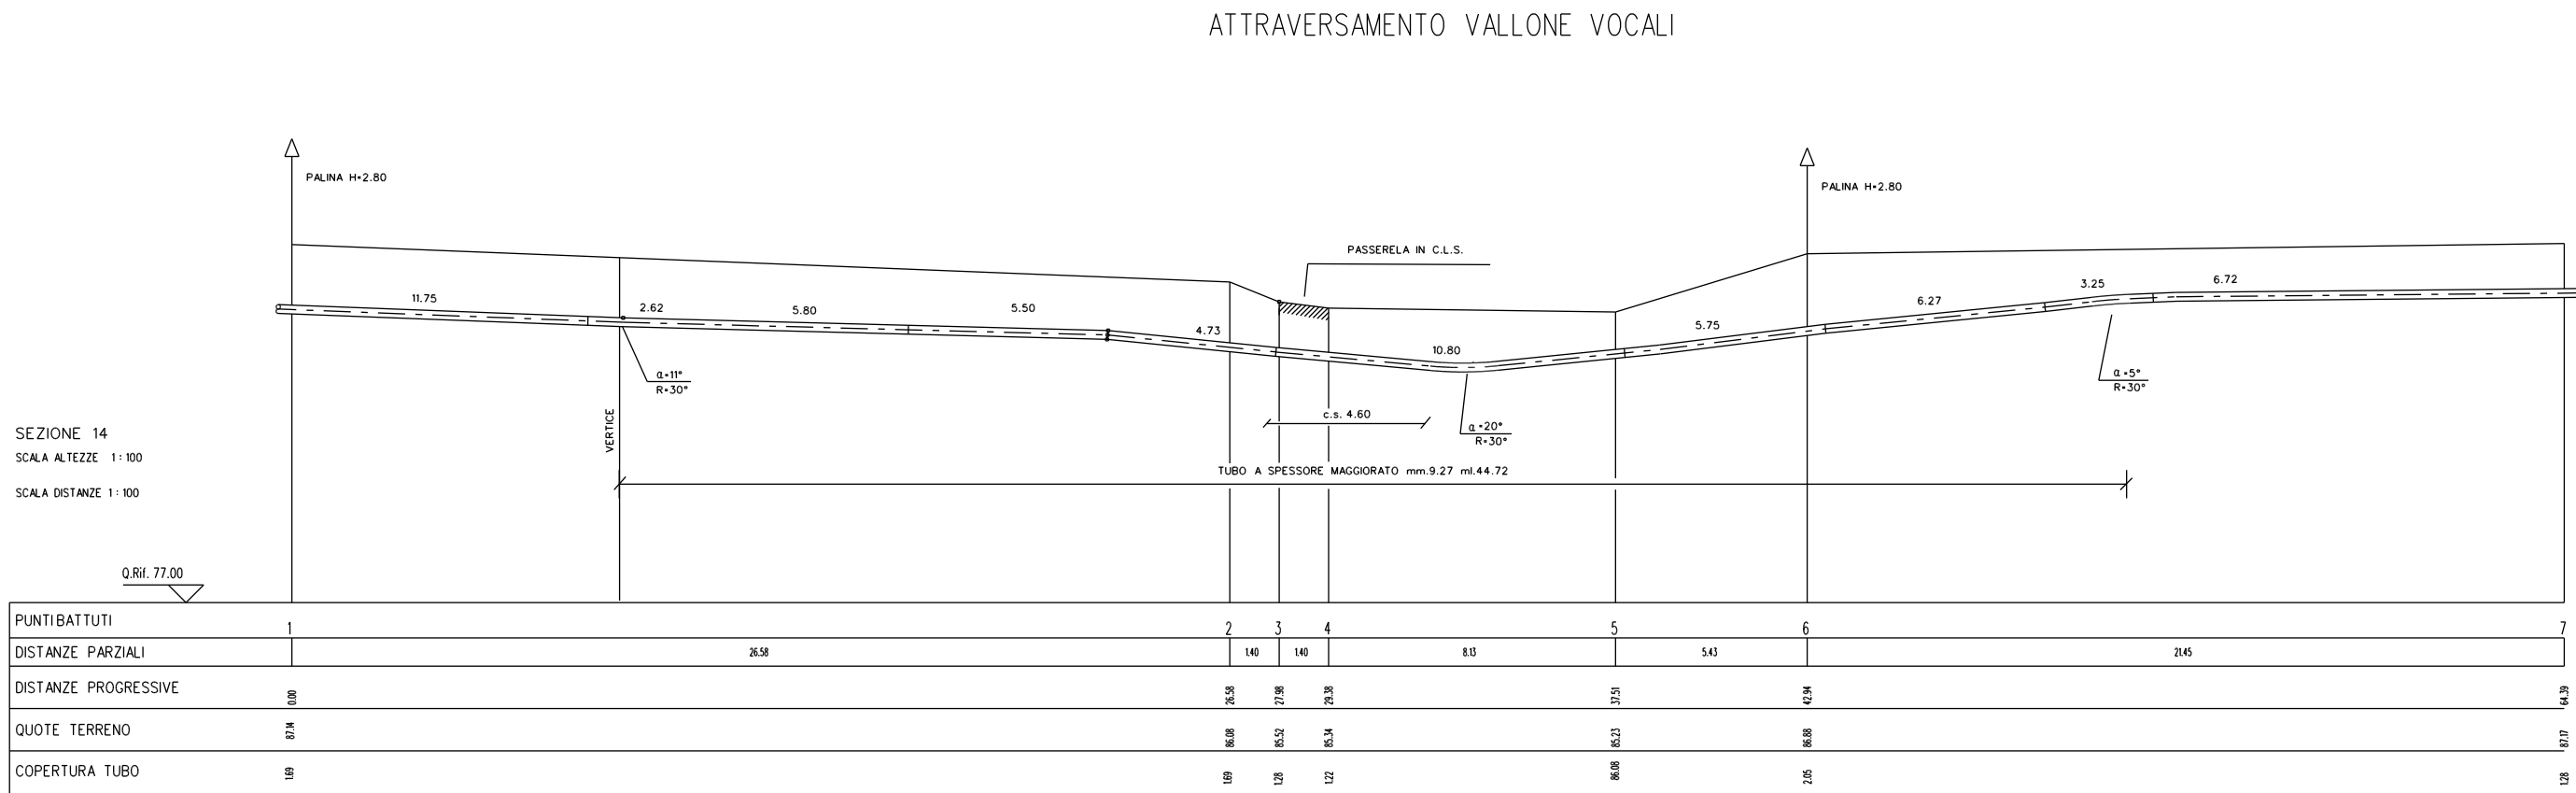 ATTRAVERSAMENTO VALLONE VOCALI
PALINA H=2.80
PALINA H=2.80
PASSERELA IN C.L.S.
11.75
2.62
5.80
5.50
4.73
10.80
5.75
6.27
3.25
6.72
α=11°
R=30°
α=20°
R=30°
α=5°
R=30°
VERTICE
c.s. 4.60
TUBO A SPESSORE MAGGIORATO mm.9.27 ml.44.72
SEZIONE 14
SCALA ALTEZZE 1:100
SCALA DISTANZE 1:100
Q.Rif. 77.00
PUNTI BATTUTI 1 2 3 4 5 6 7
DISTANZE PARZIALI 26.58 1.40 1.40 8.13 5.43 21.45
DISTANZE PROGRESSIVE 0.00 26.58 27.98 29.38 37.51 42.94 64.39
QUOTE TERRENO 87.14 86.08 85.52 85.34 85.23 86.88 87.17
COPERTURA TUBO 1.69 1.69 1.28 1.22 86.08 2.05 1.28